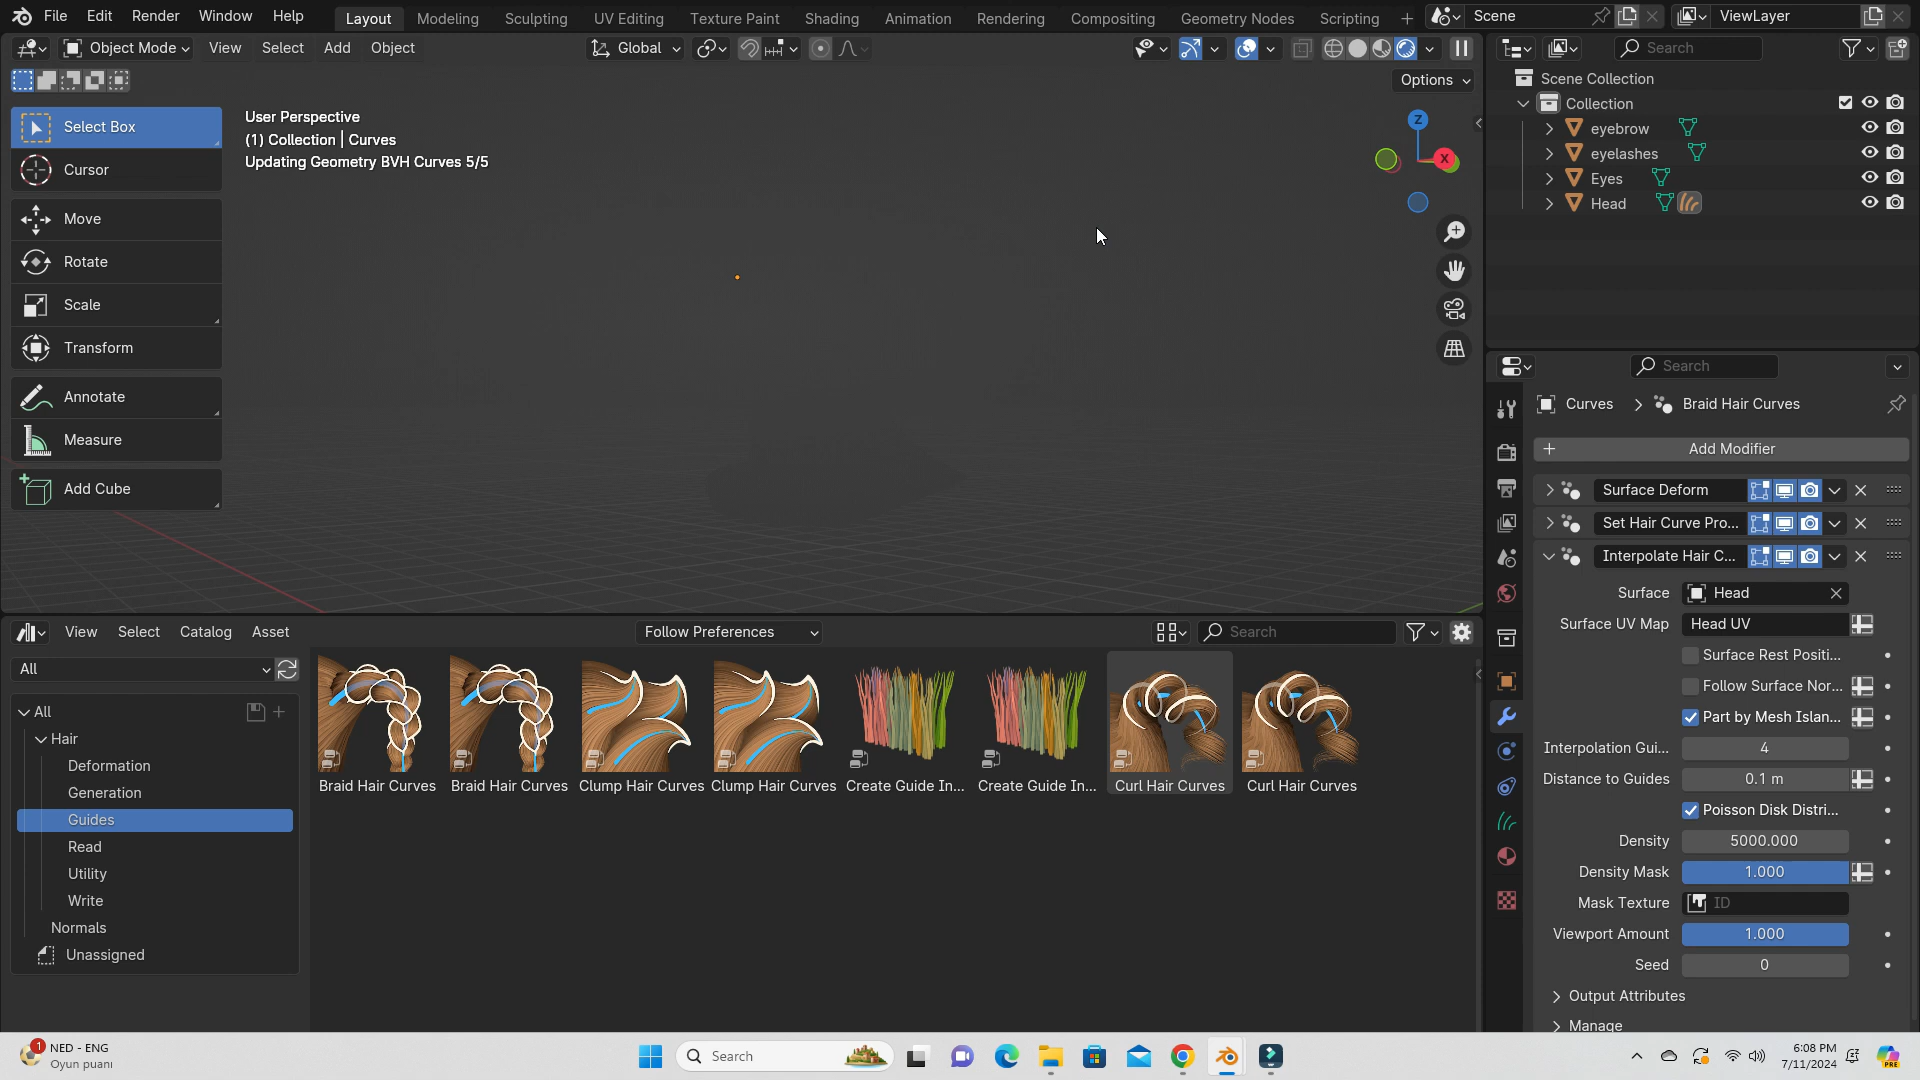 File Edit Render Window Help Layout Modeling Sculpting UV Editing Texture Paint Shading Animation Rendering Compositing Geometry Nodes Scripting + Scene ViewLayer
Object Mode View Select Add Object Global Search
Options
Select Box
Cursor
Move
Rotate
Scale
Transform
Annotate
Measure
Add Cube
User Perspective
(1) Collection | Curves
Updating Geometry BVH Curves 5/5
Z
X
Scene Collection
Collection
eyebrow
eyelashes
Eyes
Head
Search
Curves > Braid Hair Curves
+ Add Modifier
Surface Deform
Set Hair Curve Pro...
Interpolate Hair C...
Surface Head
Surface UV Map Head UV
Surface Rest Positi...
Follow Surface Nor...
Part by Mesh Islan...
Interpolation Gui... 4
Distance to Guides 0.1 m
Poisson Disk Distri...
Density 5000.000
Density Mask 1.000
Mask Texture ID
Viewport Amount 1.000
Seed 0
Output Attributes
Manage
View Select Catalog Asset Follow Preferences Search
All
All
Hair
Deformation
Generation
Guides
Read
Utility
Write
Normals
Unassigned
Braid Hair Curves Braid Hair Curves Clump Hair Curves Clump Hair Curves Create Guide In... Create Guide In... Curl Hair Curves Curl Hair Curves
1 NED - ENG
Oyun puanı
Search
6:08 PM
7/11/2024
PRE